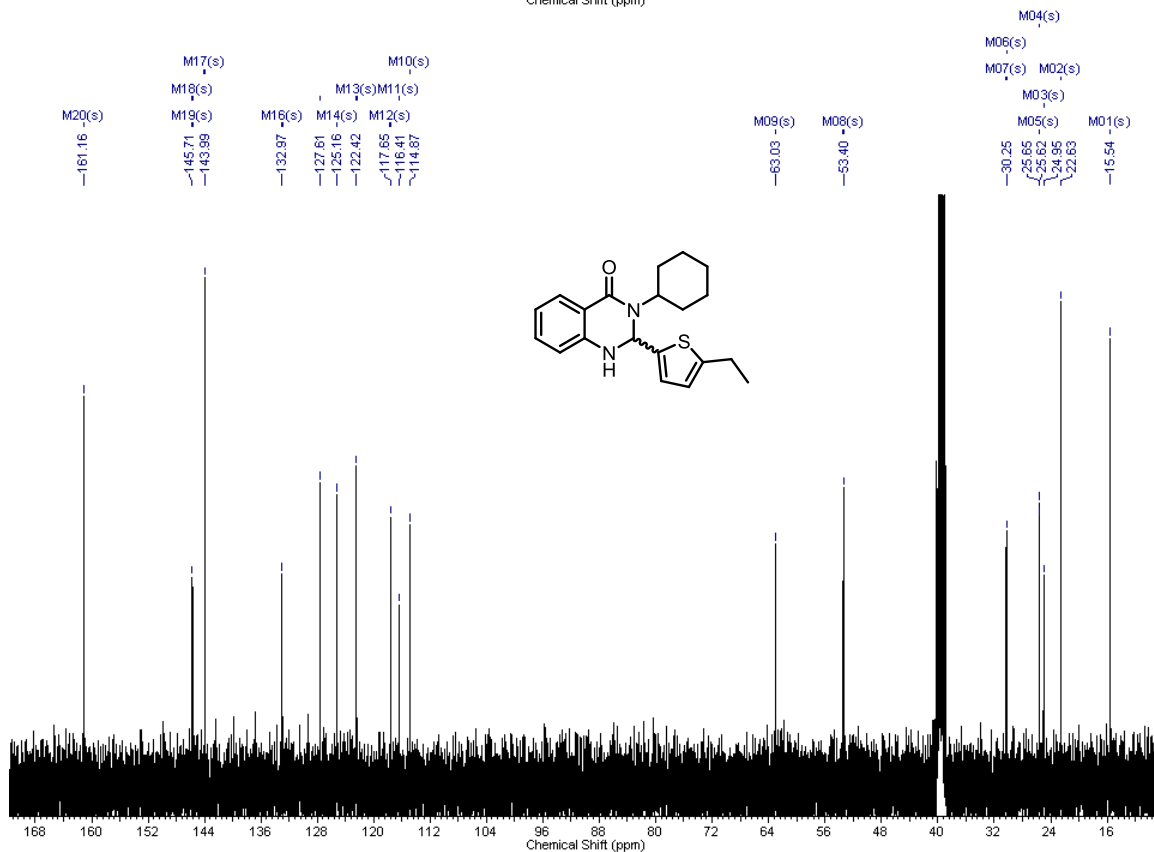 Chemical Shift (ppm)
M04(s)
M06(s)
M17(s) M10(s) M07(s) M02(s)
M18(s) M13(s) M11(s) M03(s)
M20(s) M19(s) M16(s) M14(s) M12(s) M09(s) M08(s) M05(s) M01(s)
161.16 145.71 143.99 132.97 127.61 125.16 122.42 117.65 116.41 114.87 63.03 53.40 30.25 25.65 25.62 24.95 22.63 15.54
O
N
S
N
H
168 160 152 144 136 128 120 112 104 96 88 80 72 64 56 48 40 32 24 16
Chemical Shift (ppm)